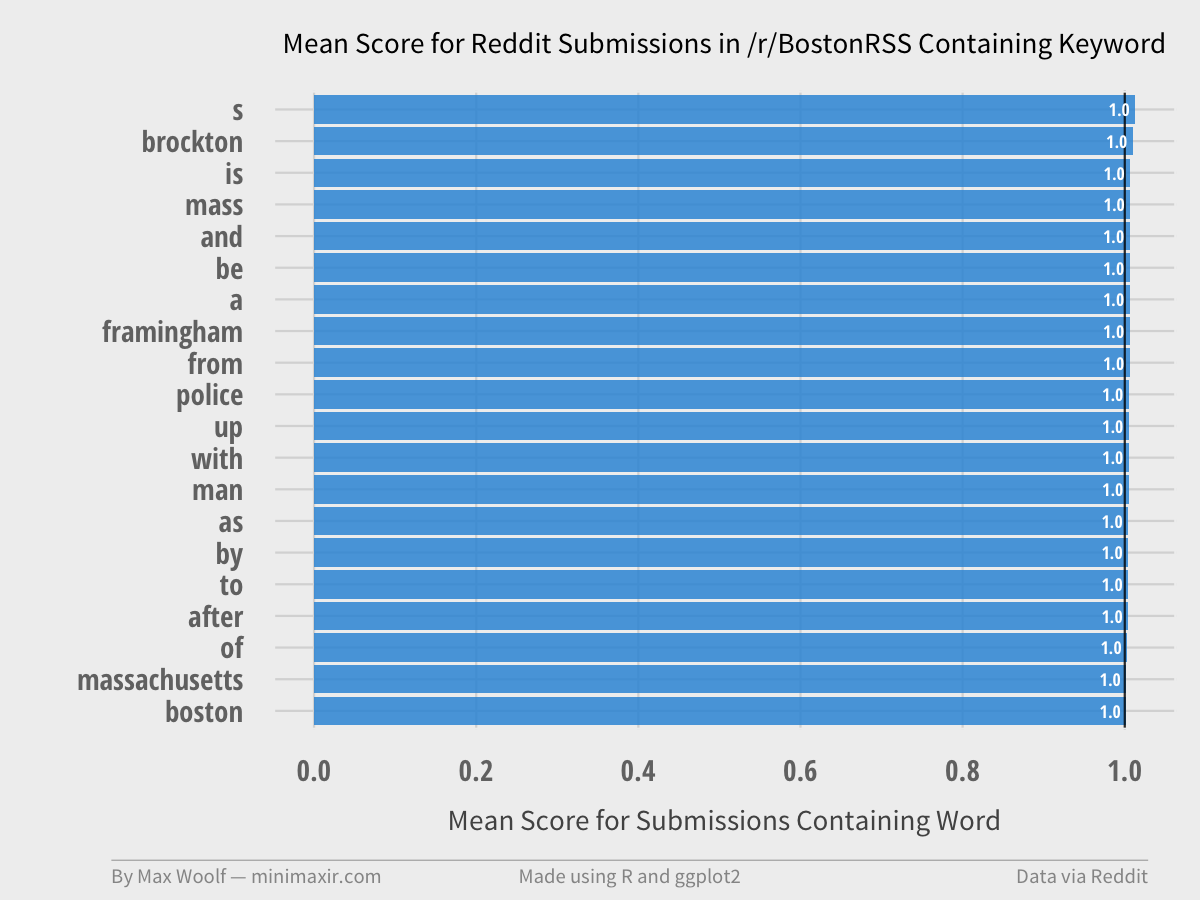 Mean Score for Reddit Submissions in /r/BostonRSS Containing Keyword
s 1.0
brockton 1.0
is 1.0
mass 1.0
and 1.0
be 1.0
a 1.0
framingham 1.0
from 1.0
police 1.0
up 1.0
with 1.0
man 1.0
as 1.0
by 1.0
to 1.0
after 1.0
of 1.0
massachusetts 1.0
boston 1.0
0.0 0.2 0.4 0.6 0.8 1.0
Mean Score for Submissions Containing Word
By Max Woolf — minimaxir.com Made using R and ggplot2 Data via Reddit